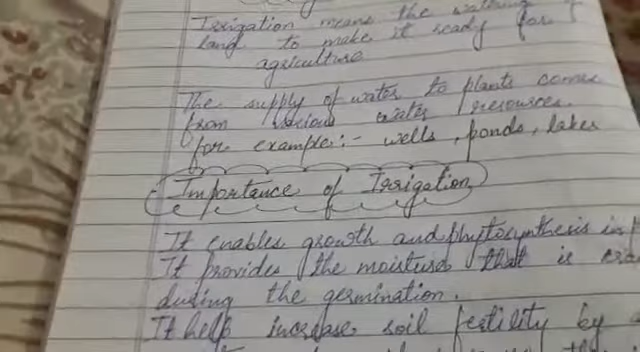 Irrigation means the watering of
land to make it ready for
agriculture
The supply of water to plants comes
from various water resources.
for example:- wells, ponds, lakes
Importance of Irrigation
It enables growth and phytosynthesis in
It provides the moisture that is
during the germination.
It help increase soil fertility by